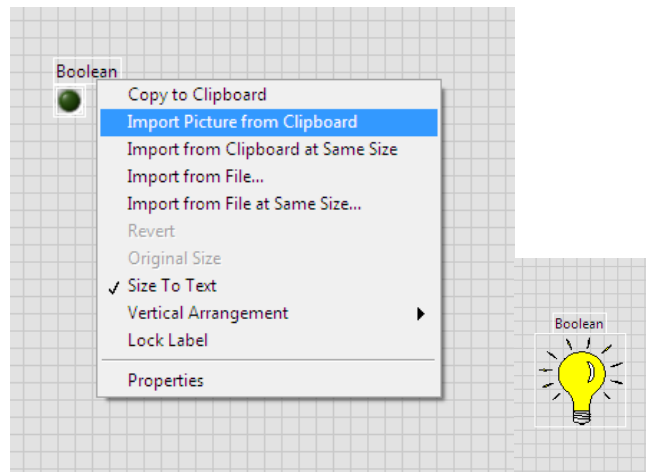 Boolean
Copy to Clipboard
Import Picture from Clipboard
Import from Clipboard at Same Size
Import from File...
Import from File at Same Size...
Revert
Original Size
Size To Text
Vertical Arrangement
Lock Label
Properties
Boolean